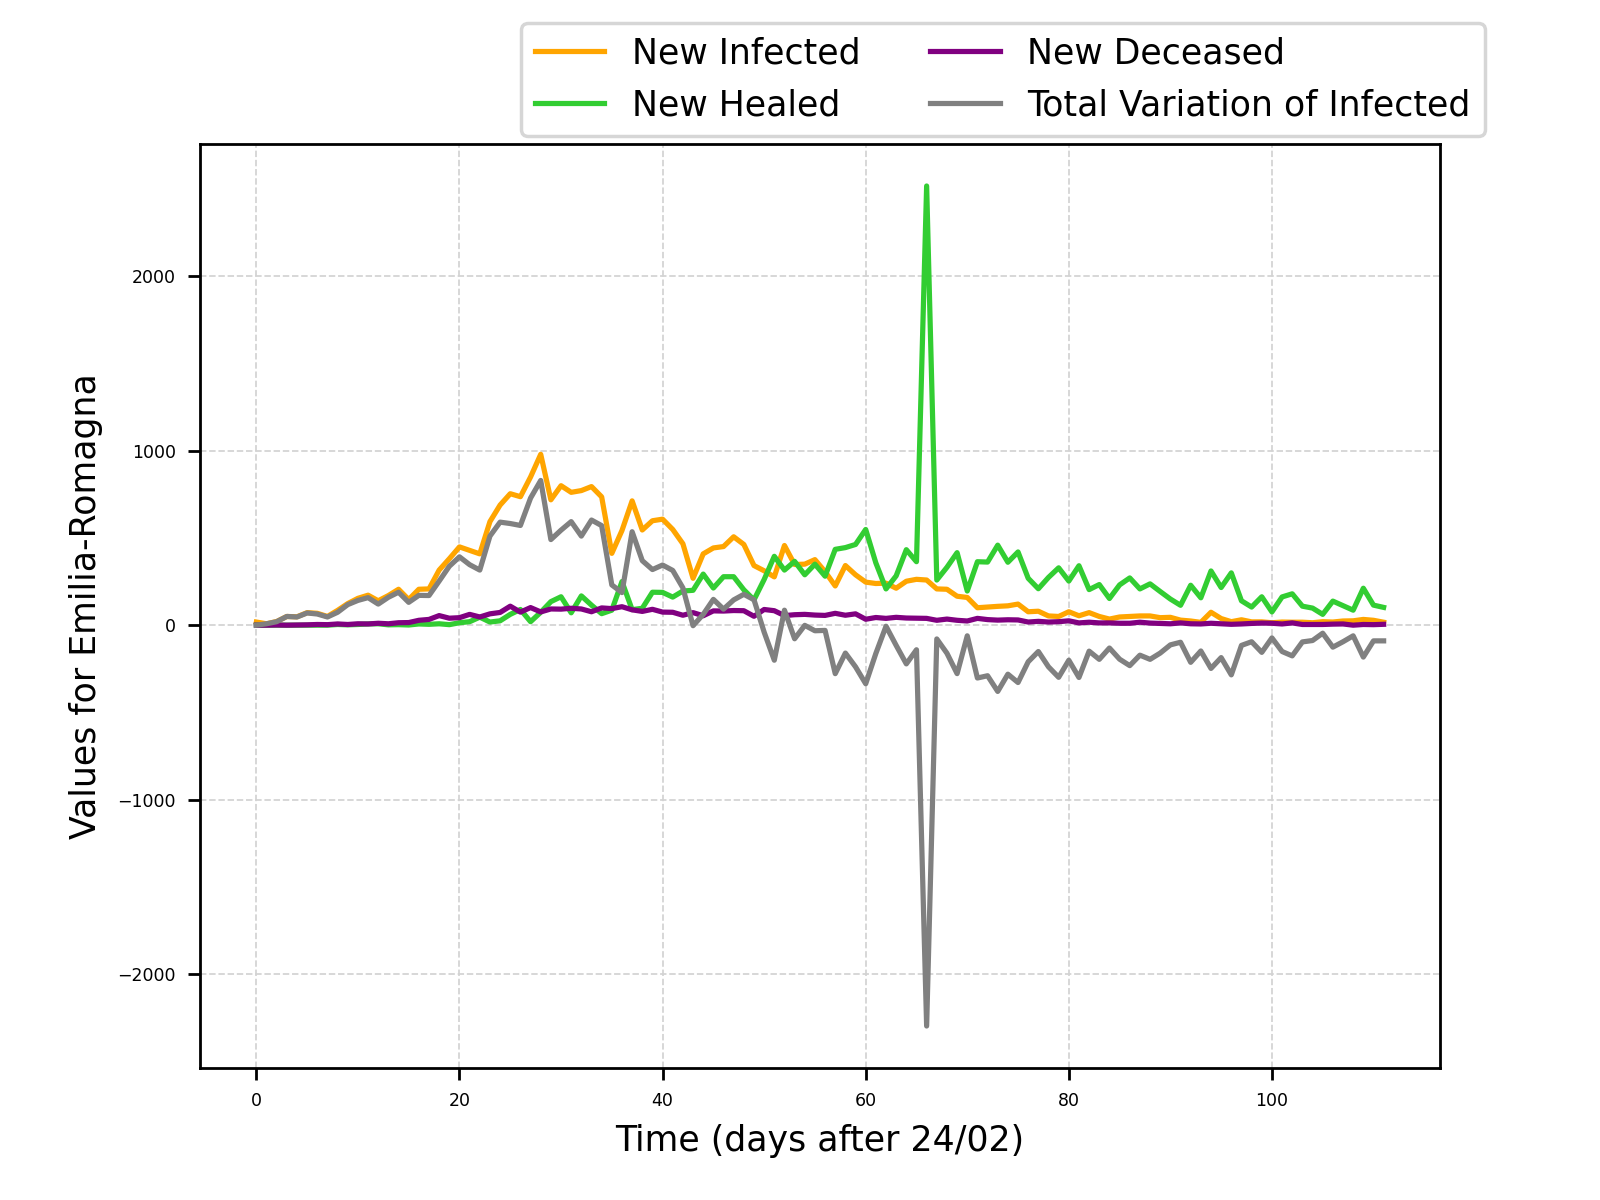 New Infected
New Healed
New Deceased
Total Variation of Infected
Values for Emilia-Romagna
2000
1000
0
−1000
−2000
0 20 40 60 80 100
Time (days after 24/02)